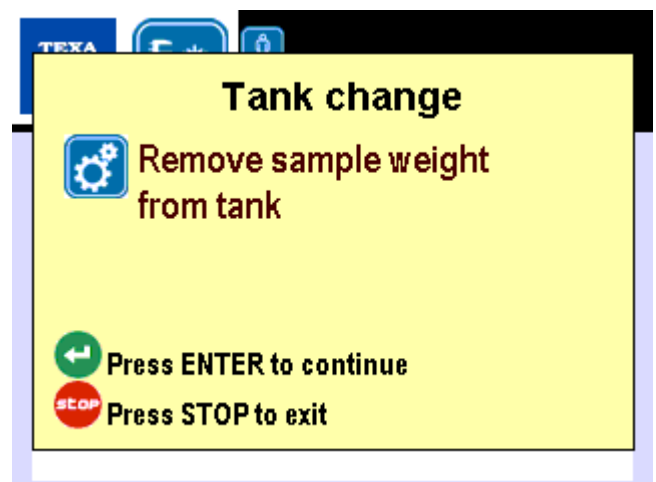 TEXA
Tank change
Remove sample weight
from tank
Press ENTER to continue
stop
Press STOP to exit